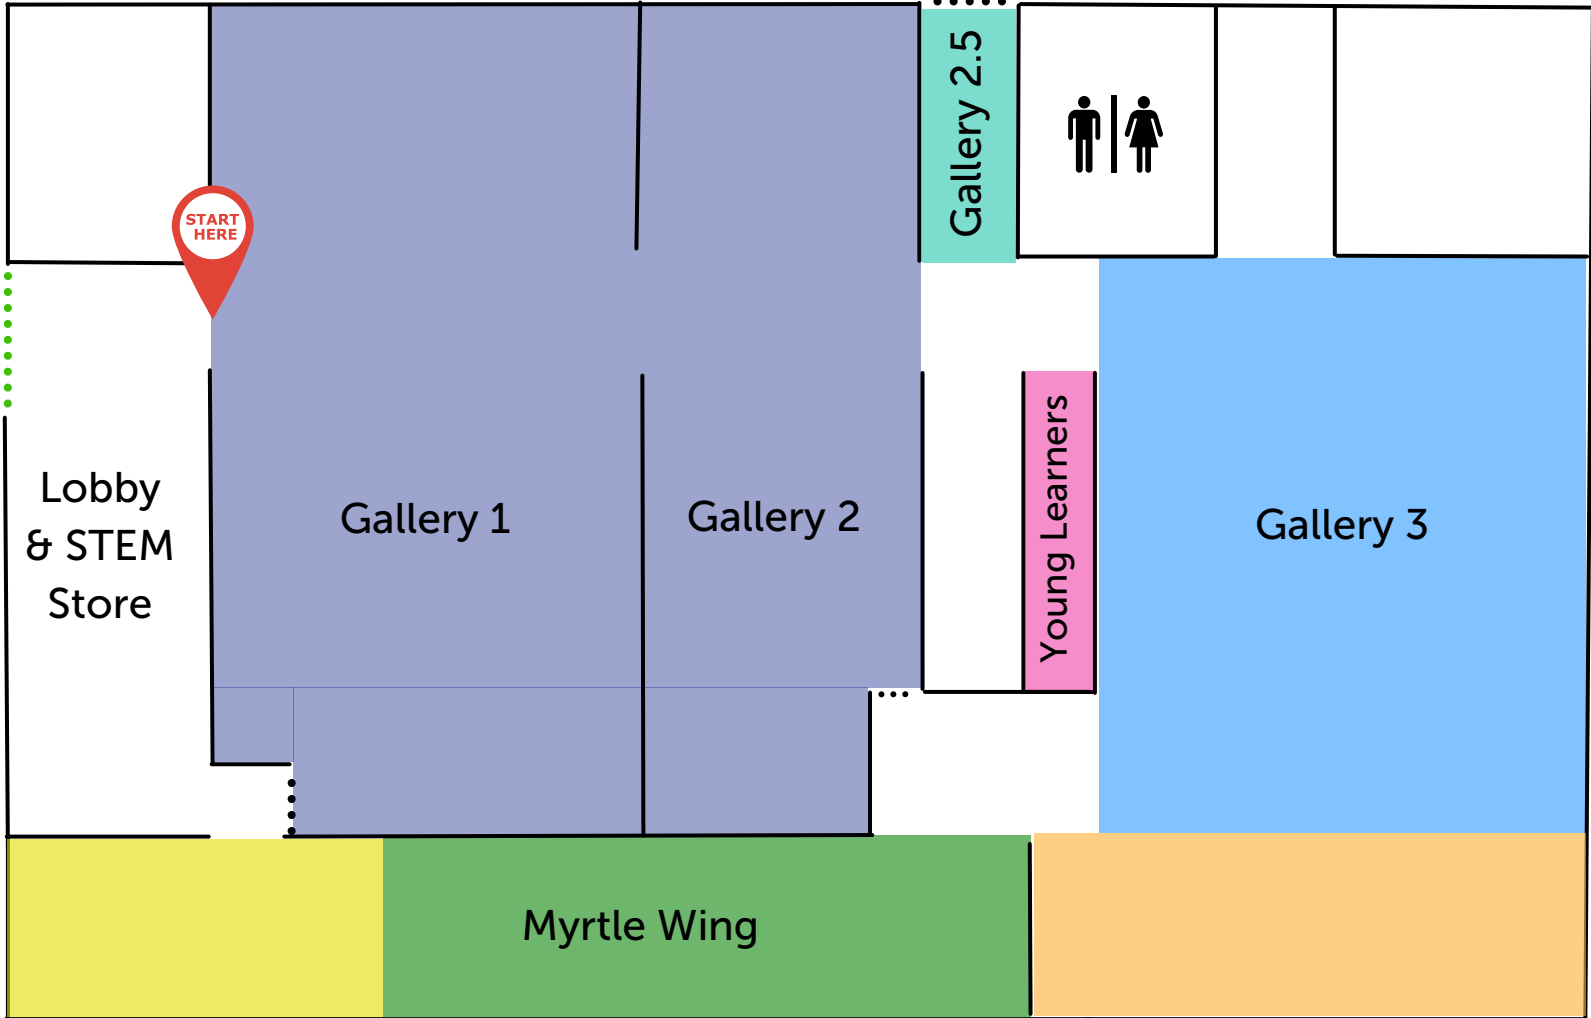 Gallery 2.5
START
HERE
Lobby
& STEM
Store
Gallery 1
Gallery 2
Young Learners
Gallery 3
Myrtle Wing